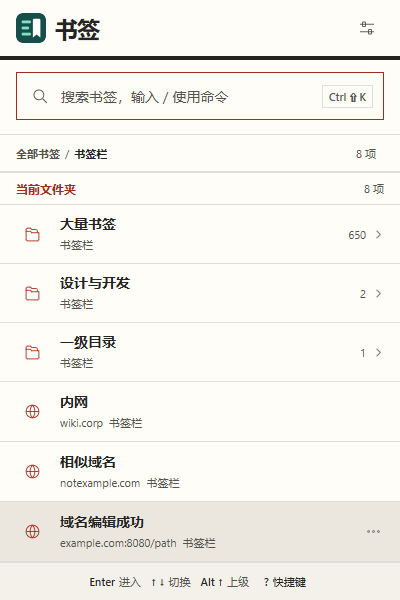 书签
搜索书签，输入 / 使用命令 Ctrl ⇧ K
全部书签 / 书签栏 8 项
当前文件夹 8 项
大量书签
书签栏 650
设计与开发
书签栏 2
一级目录
书签栏 1
内网
wiki.corp 书签栏
相似域名
notexample.com 书签栏
域名编辑成功
example.com:8080/path 书签栏
Enter 进入 ↑↓ 切换 Alt ↑ 上级 ? 快捷键